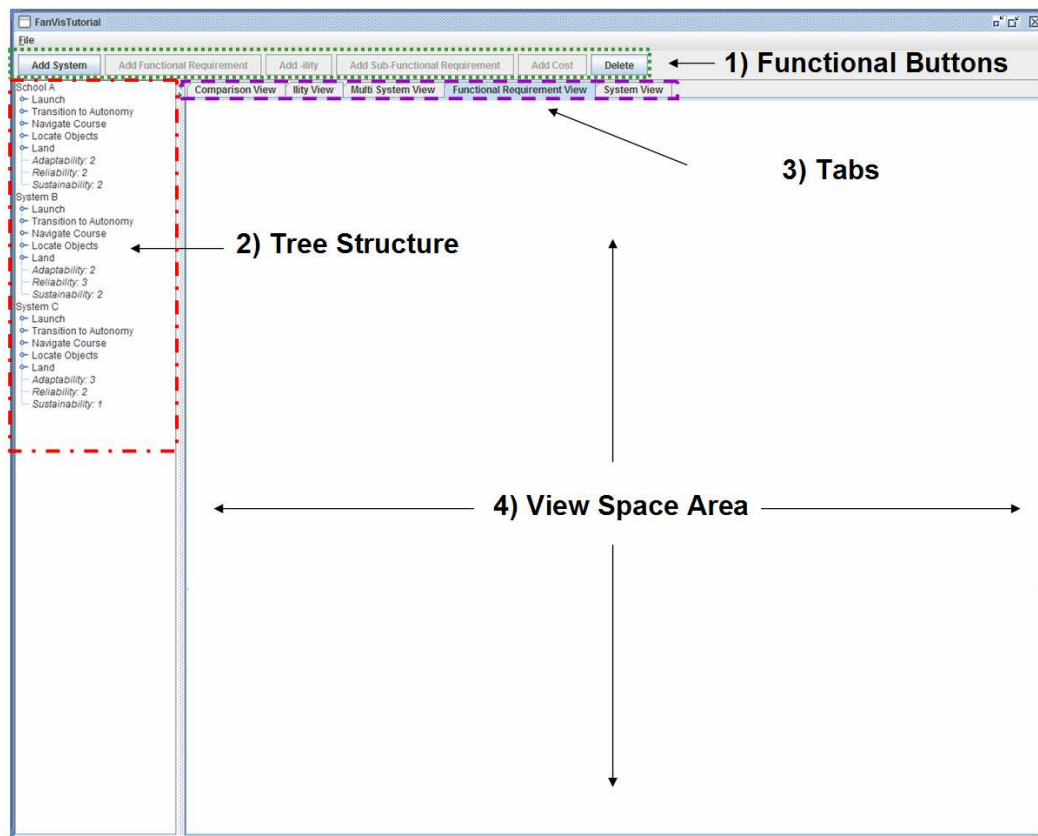 FanVisTutorial
File
Add System Add Functional Requirement Add -ility Add Sub-Functional Requirement Add Cost Delete
1) Functional Buttons
Comparison View Ility View Multi System View Functional Requirement View System View
3) Tabs
School A
Launch
Transition to Autonomy
Navigate Course
Locate Objects
Land
Adaptability: 2
Reliability: 2
Sustainability: 2
System B
Launch
Transition to Autonomy
Navigate Course
Locate Objects
Land
Adaptability: 2
Reliability: 3
Sustainability: 2
System C
Launch
Transition to Autonomy
Navigate Course
Locate Objects
Land
Adaptability: 3
Reliability: 2
Sustainability: 1
2) Tree Structure
4) View Space Area